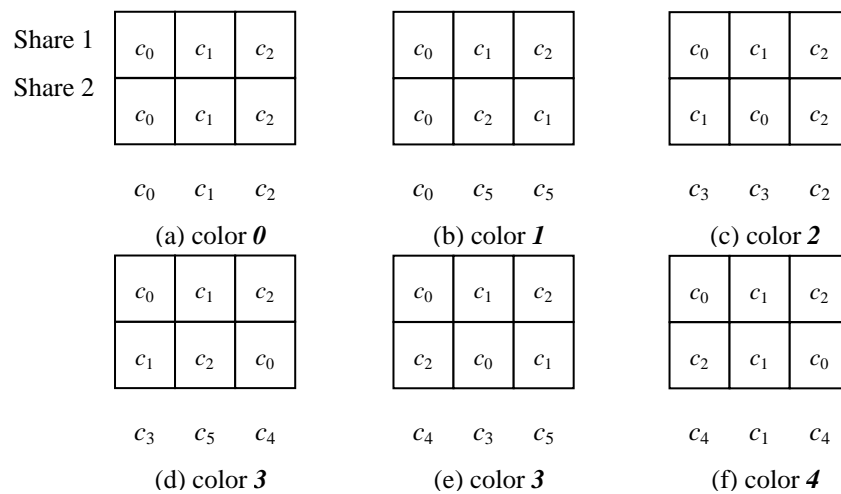 Share 1 c0 c1 c2 c0 c1 c2 c0 c1 c2
Share 2 c0 c1 c2 c0 c2 c1 c1 c0 c2
c0 c1 c2 c0 c5 c5 c3 c3 c2
(a) color 0 (b) color 1 (c) color 2
c0 c1 c2 c0 c1 c2 c0 c1 c2
c1 c2 c0 c2 c0 c1 c2 c1 c0
c3 c5 c4 c4 c3 c5 c4 c1 c4
(d) color 3 (e) color 3 (f) color 4